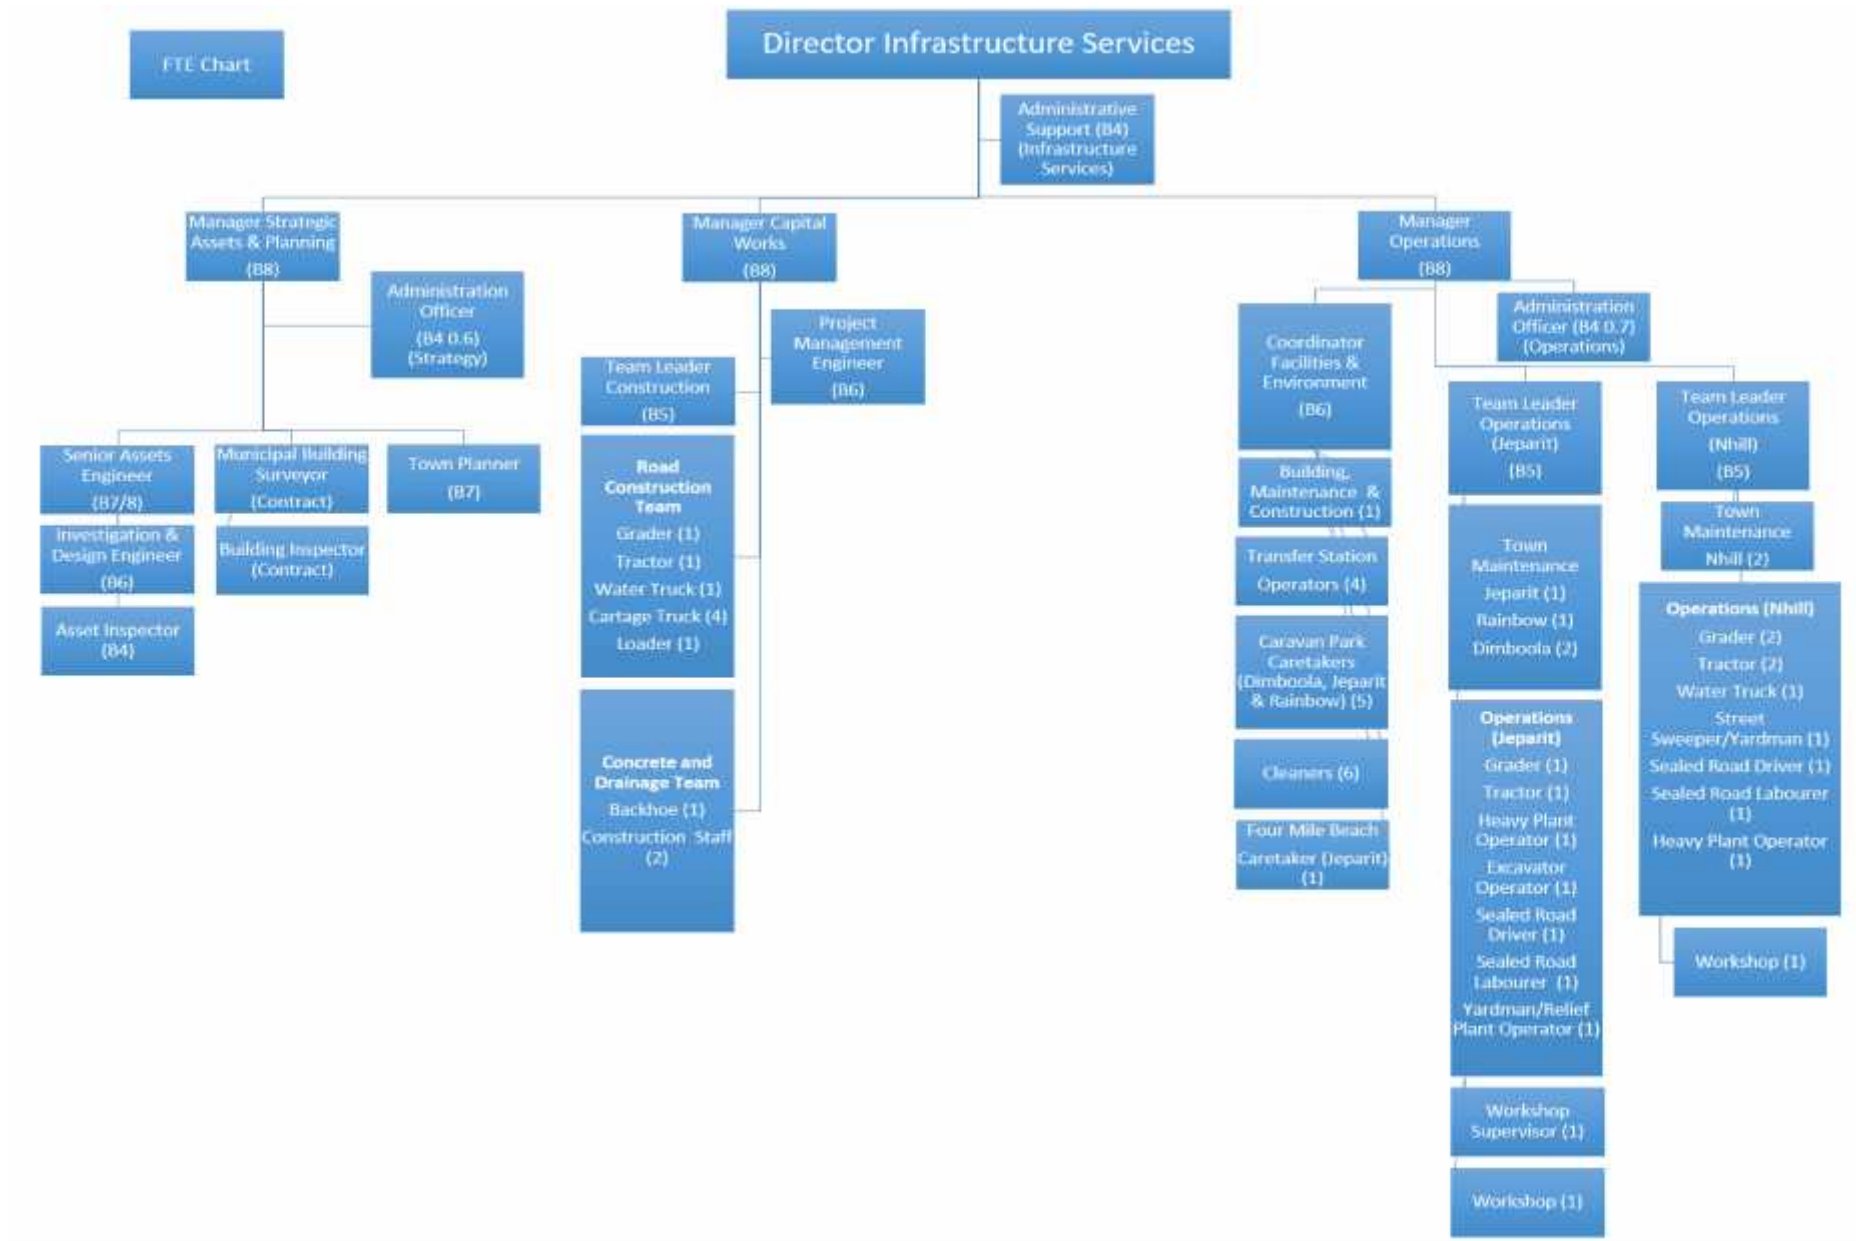 FTE Chart
Director Infrastructure Services
Administrative
Support (B4)
(Infrastructure
Services)
Manager Strategic
Assets & Planning
(B8)
Administration
Officer
(B4 0.6)
(Strategy)
Senior Assets
Engineer
(B7/8)
Investigation &
Design Engineer
(B6)
Asset Inspector
(B4)
Municipal Building
Surveyor
(Contract)
Building Inspector
(Contract)
Town Planner
(B7)
Manager Capital
Works
(B8)
Project
Management
Engineer
(B6)
Team Leader
Construction
(B5)
Road
Construction
Team
Grader (1)
Tractor (1)
Water Truck (1)
Cartage Truck (4)
Loader (1)
Concrete and
Drainage Team
Backhoe (1)
Construction Staff
(2)
Manager
Operations
(B8)
Administration
Officer (B4 0.7)
(Operations)
Coordinator
Facilities &
Environment
(B6)
Building,
Maintenance &
Construction (1)
Transfer Station
Operators (4)
Caravan Park
Caretakers
(Dimboola, Jeparit
& Rainbow) (5)
Cleaners (6)
Four Mile Beach
Caretaker (Jeparit)
(1)
Team Leader
Operations
(Jeparit)
(B5)
Town
Maintenance
Jeparit (1)
Rainbow (1)
Dimboola (2)
Operations
(Jeparit)
Grader (1)
Tractor (1)
Heavy Plant
Operator (1)
Excavator
Operator (1)
Sealed Road
Driver (1)
Sealed Road
Labourer (1)
Yardman/Relief
Plant Operator (1)
Workshop
Supervisor (1)
Workshop (1)
Team Leader
Operations
(Nhill)
(B5)
Town
Maintenance
Nhill (2)
Operations (Nhill)
Grader (2)
Tractor (2)
Water Truck (1)
Street
Sweeper/Yardman (1)
Sealed Road Driver (1)
Sealed Road Labourer
(1)
Heavy Plant Operator
(1)
Workshop (1)